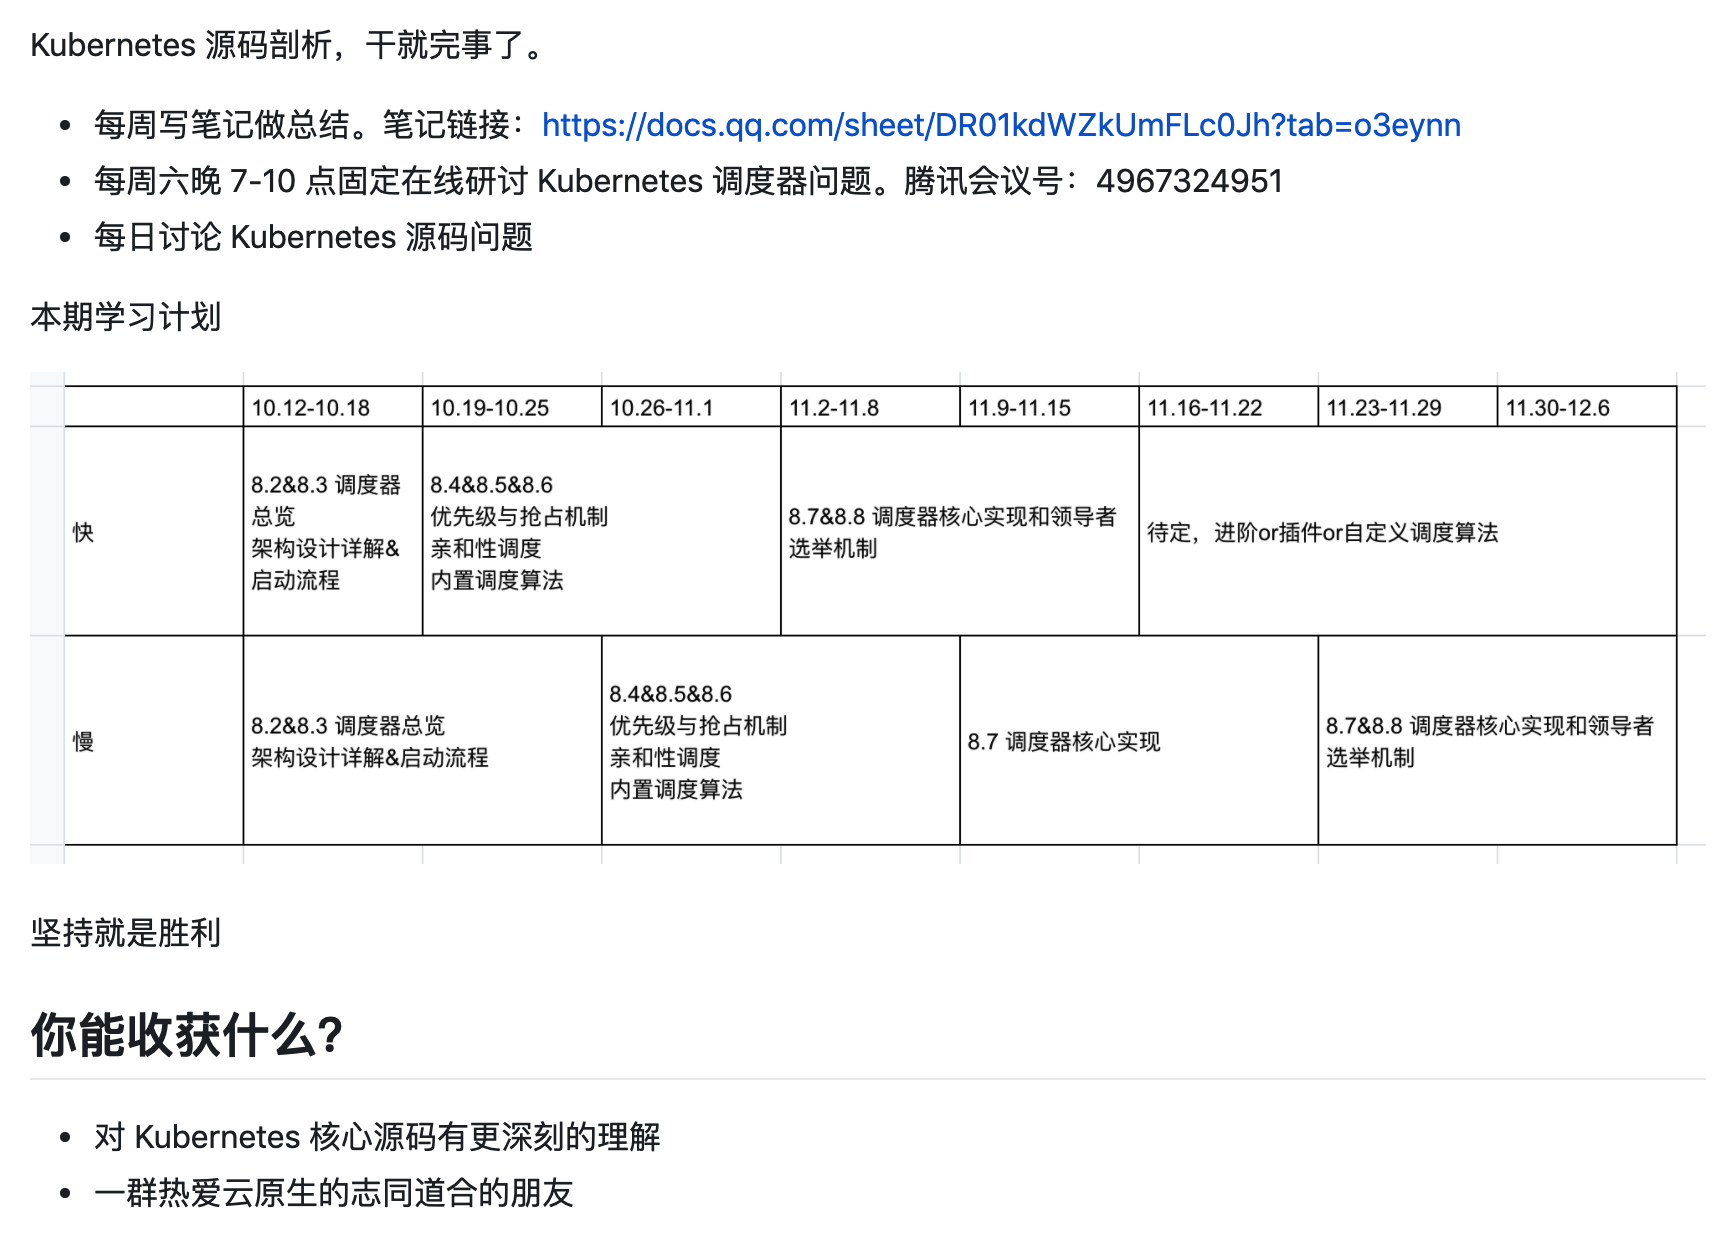 Kubernetes 源码剖析，干就完事了。
每周写笔记做总结。笔记链接：https://docs.qq.com/sheet/DR01kdWZkUmFLc0Jh?tab=o3eynn
每周六晚 7-10 点固定在线研讨 Kubernetes 调度器问题。腾讯会议号：4967324951
每日讨论 Kubernetes 源码问题
本期学习计划
10.12-10.18 10.19-10.25 10.26-11.1 11.2-11.8 11.9-11.15 11.16-11.22 11.23-11.29 11.30-12.6
快
8.2&8.3 调度器
总览
架构设计详解&
启动流程
8.4&8.5&8.6
优先级与抢占机制
亲和性调度
内置调度算法
8.7&8.8 调度器核心实现和领导者
选举机制
待定，进阶or插件or自定义调度算法
慢
8.2&8.3 调度器总览
架构设计详解&启动流程
8.4&8.5&8.6
优先级与抢占机制
亲和性调度
内置调度算法
8.7 调度器核心实现
8.7&8.8 调度器核心实现和领导者
选举机制
坚持就是胜利
你能收获什么?
对 Kubernetes 核心源码有更深刻的理解
一群热爱云原生的志同道合的朋友